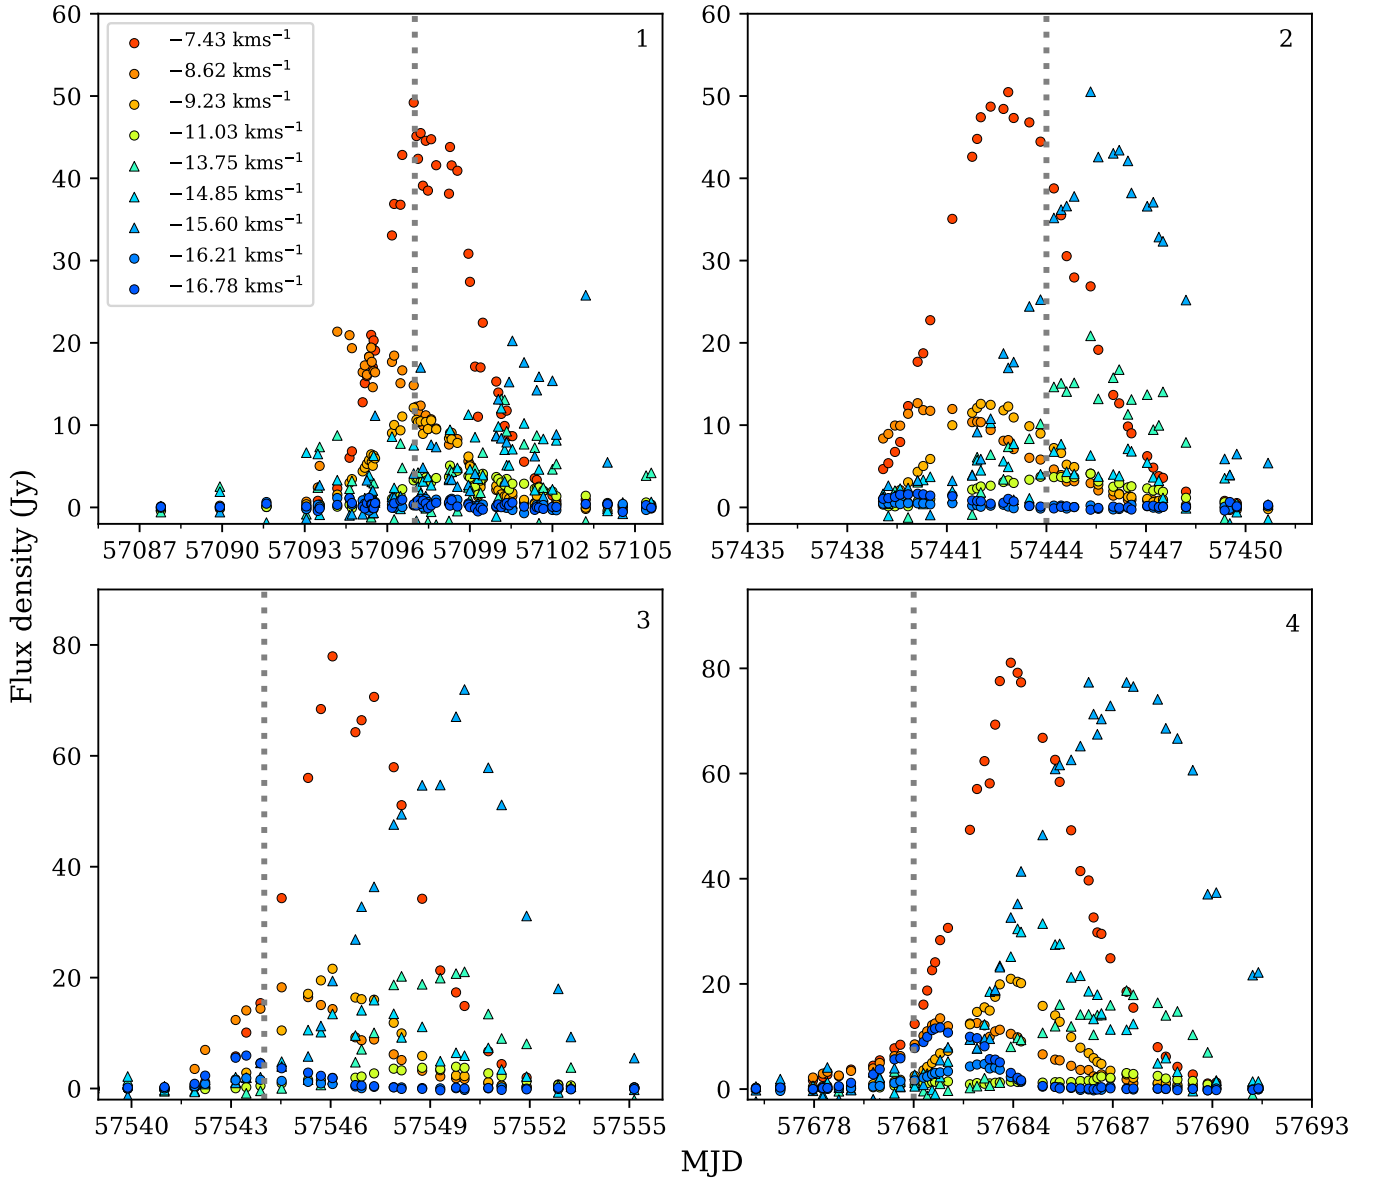 60
50
40
30
20
10
0
−7.43 kms⁻¹
−8.62 kms⁻¹
−9.23 kms⁻¹
−11.03 kms⁻¹
−13.75 kms⁻¹
−14.85 kms⁻¹
−15.60 kms⁻¹
−16.21 kms⁻¹
−16.78 kms⁻¹
1
57087 57090 57093 57096 57099 57102 57105
60
50
40
30
20
10
0
2
57435 57438 57441 57444 57447 57450
Flux density (Jy)
80
60
40
20
0
3
57540 57543 57546 57549 57552 57555
80
60
40
20
0
4
57678 57681 57684 57687 57690 57693
MJD